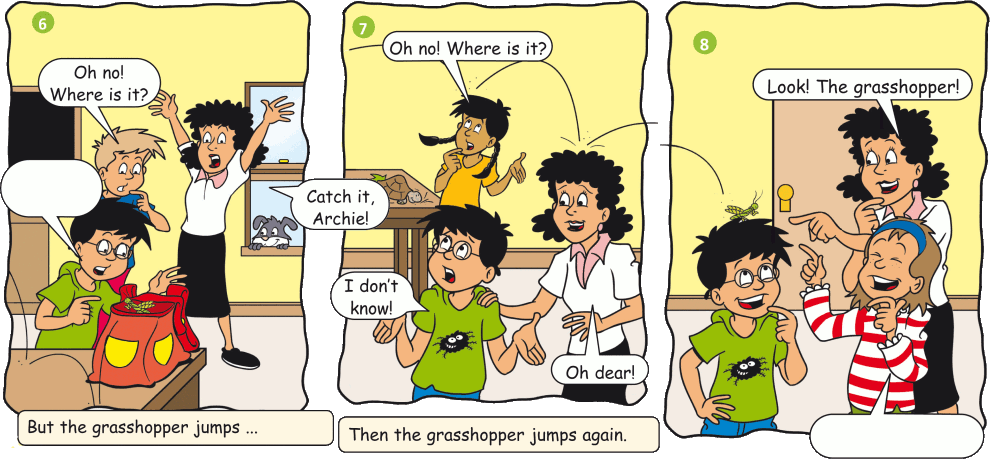 6
Oh no!
Where is it?
Catch it,
Archie!
But the grasshopper jumps ...
7
Oh no! Where is it?
I don't
know!
Oh dear!
Then the grasshopper jumps again.
8
Look! The grasshopper!